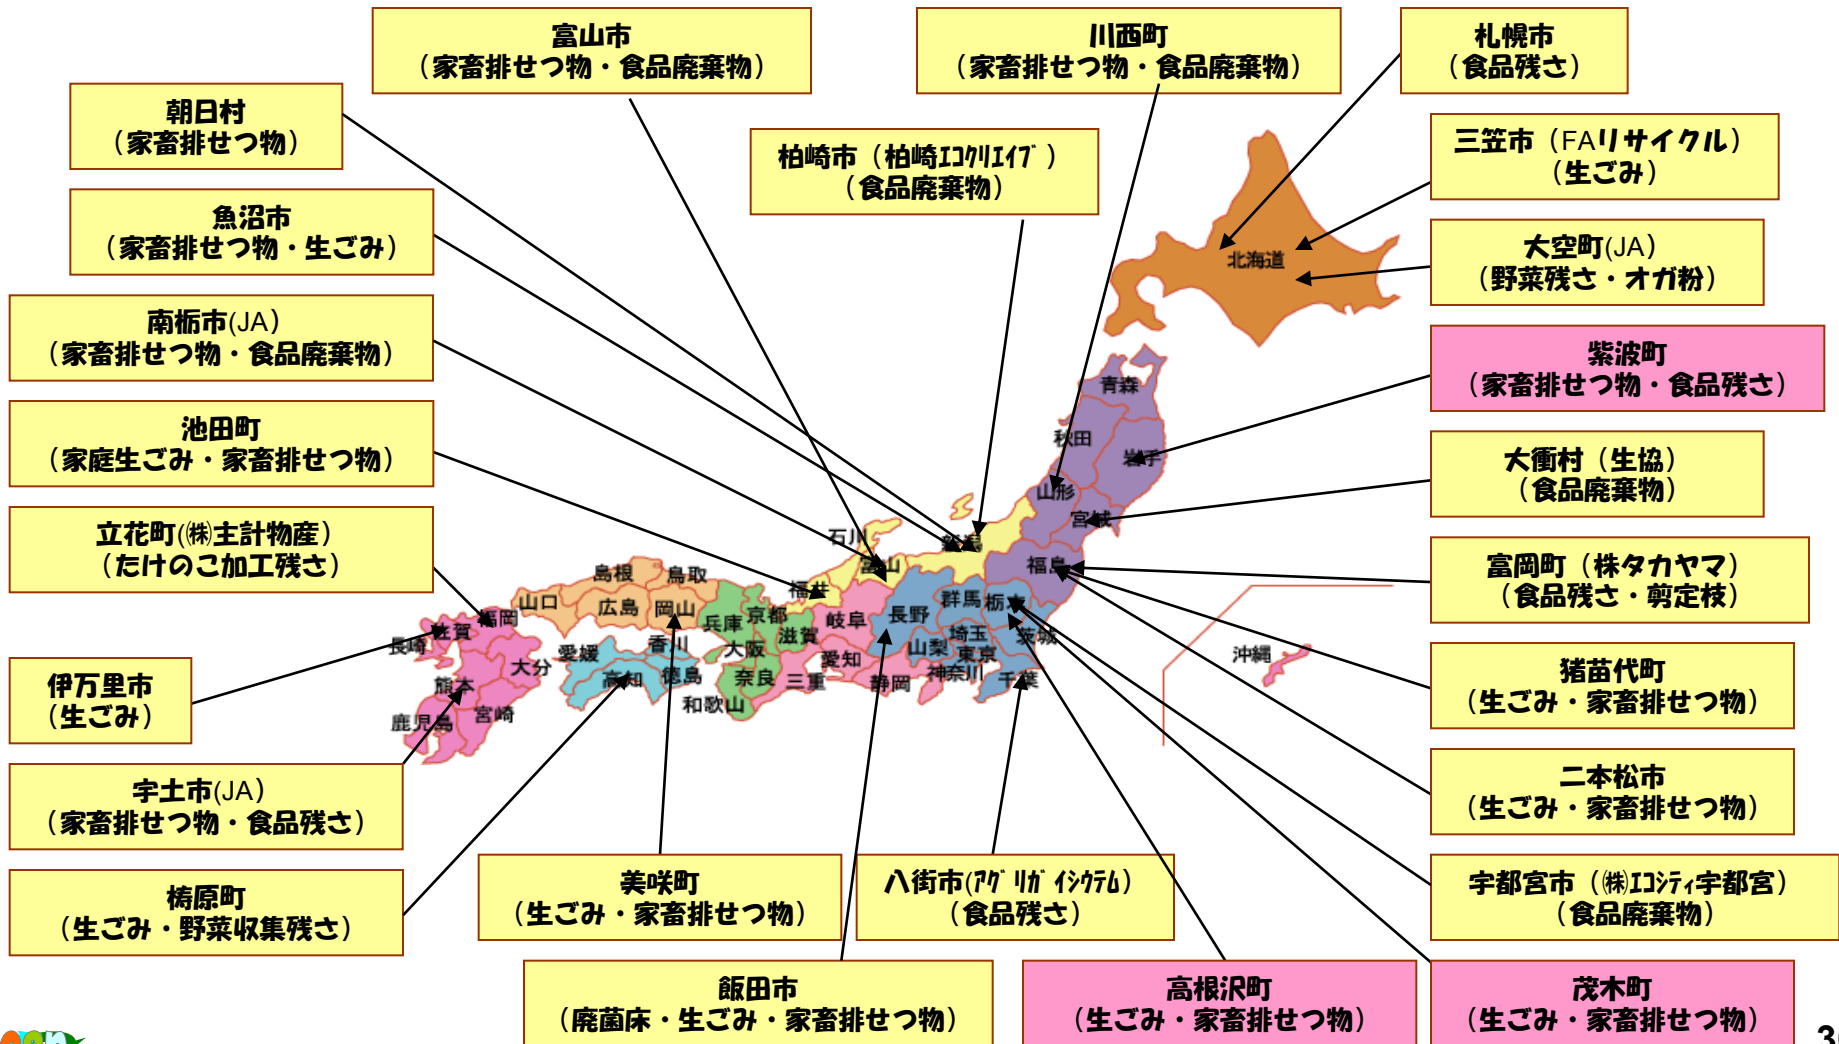 富山市
(家畜排せつ物・食品廃棄物)
川西町
(家畜排せつ物・食品廃棄物)
札幌市
(食品残さ)
朝日村
(家畜排せつ物)
柏崎市(柏崎ｴｺｸﾘｴｲﾌﾞ)
(食品廃棄物)
三笠市(FAリサイクル)
(生ごみ)
魚沼市
(家畜排せつ物・生ごみ)
大空町(JA)
(野菜残さ・オガ粉)
南栃市(JA)
(家畜排せつ物・食品廃棄物)
紫波町
(家畜排せつ物・食品残さ)
池田町
(家庭生ごみ・家畜排せつ物)
大衝村(生協)
(食品廃棄物)
立花町(㈱主計物産)
(たけのこ加工残さ)
富岡町(株タカヤマ)
(食品残さ・剪定枝)
伊万里市
(生ごみ)
猪苗代町
(生ごみ・家畜排せつ物)
宇土市(JA)
(家畜排せつ物・食品残さ)
二本松市
(生ごみ・家畜排せつ物)
梼原町
(生ごみ・野菜収集残さ)
美咲町
(生ごみ・家畜排せつ物)
八街市(ｱｸﾞﾘｶﾞｲｼｳﾃﾑ)
(食品残さ)
宇都宮市(㈱ｴｺｼﾃｨ宇都宮)
(食品廃棄物)
飯田市
(廃菌床・生ごみ・家畜排せつ物)
高根沢町
(生ごみ・家畜排せつ物)
茂木町
(生ごみ・家畜排せつ物)
北海道
青森
秋田
岩手
山形
宮城
福島
新潟
石川
富山
福井
長野
群馬
栃木
茨城
埼玉
東京
山梨
神奈川
千葉
岐阜
愛知
静岡
三重
滋賀
京都
兵庫
大阪
奈良
和歌山
鳥取
島根
岡山
広島
山口
香川
愛媛
徳島
高知
福岡
佐賀
長崎
大分
熊本
宮崎
鹿児島
沖縄